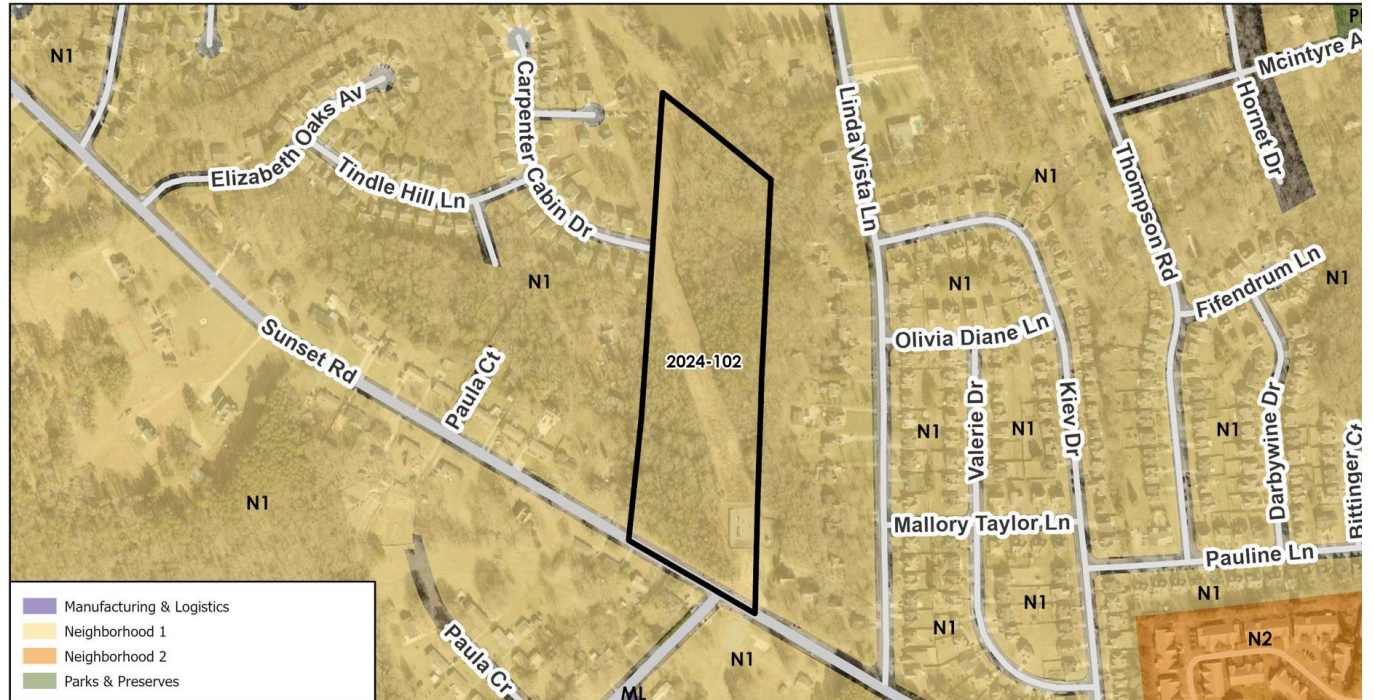 N1
Elizabeth Oaks Av
Tindle Hill Ln
Carpenter Cabin Dr
N1
Sunset Rd
Paula Ct
N1
2024-102
Linda Vista Ln
N1
Olivia Diane Ln
N1
Valerie Dr
N1
Kiev Dr
Mallory Taylor Ln
N1
N1
Thompson Rd
N1
Mcintyre A
Hornet Dr
Fifendrum Ln
N1
N1
Darbywine Dr
Bittinger Ct
Pauline Ln
N1
N2
N1
Paula Cr
ML
Manufacturing & Logistics
Neighborhood 1
Neighborhood 2
Parks & Preserves